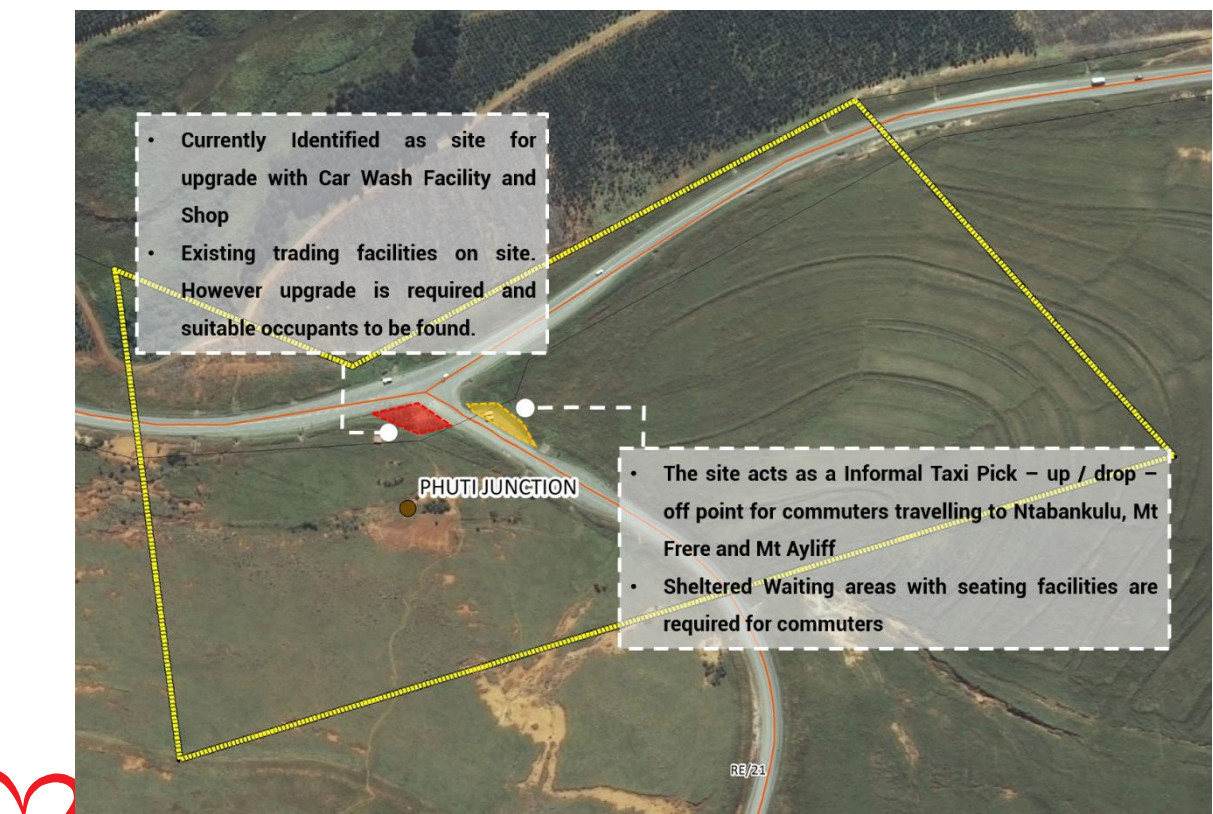 • Currently Identified as site for
upgrade with Car Wash Facility and
Shop
• Existing trading facilities on site.
However upgrade is required and
suitable occupants to be found.
PHUTI JUNCTION
• The site acts as a Informal Taxi Pick – up / drop –
off point for commuters travelling to Ntabankulu, Mt
Frere and Mt Ayliff
• Sheltered Waiting areas with seating facilities are
required for commuters
RE/21